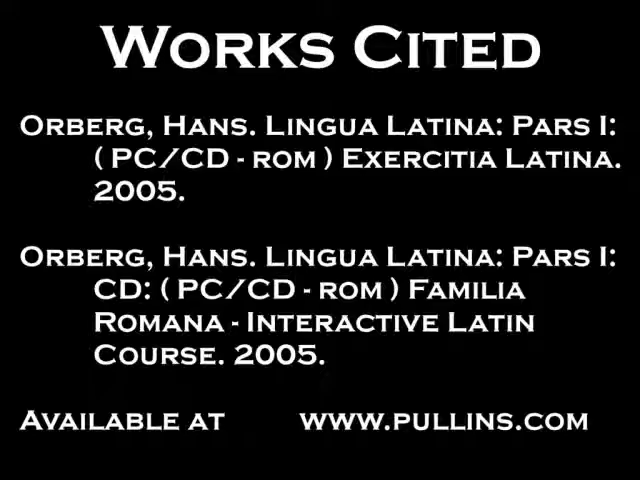 Works Cited
Orberg, Hans. Lingua Latina: Pars I:
( PC/CD - rom ) Exercitia Latina.
2005.
Orberg, Hans. Lingua Latina: Pars I:
CD: ( PC/CD - rom ) Familia
Romana - Interactive Latin
Course. 2005.
Available at www.pullins.com